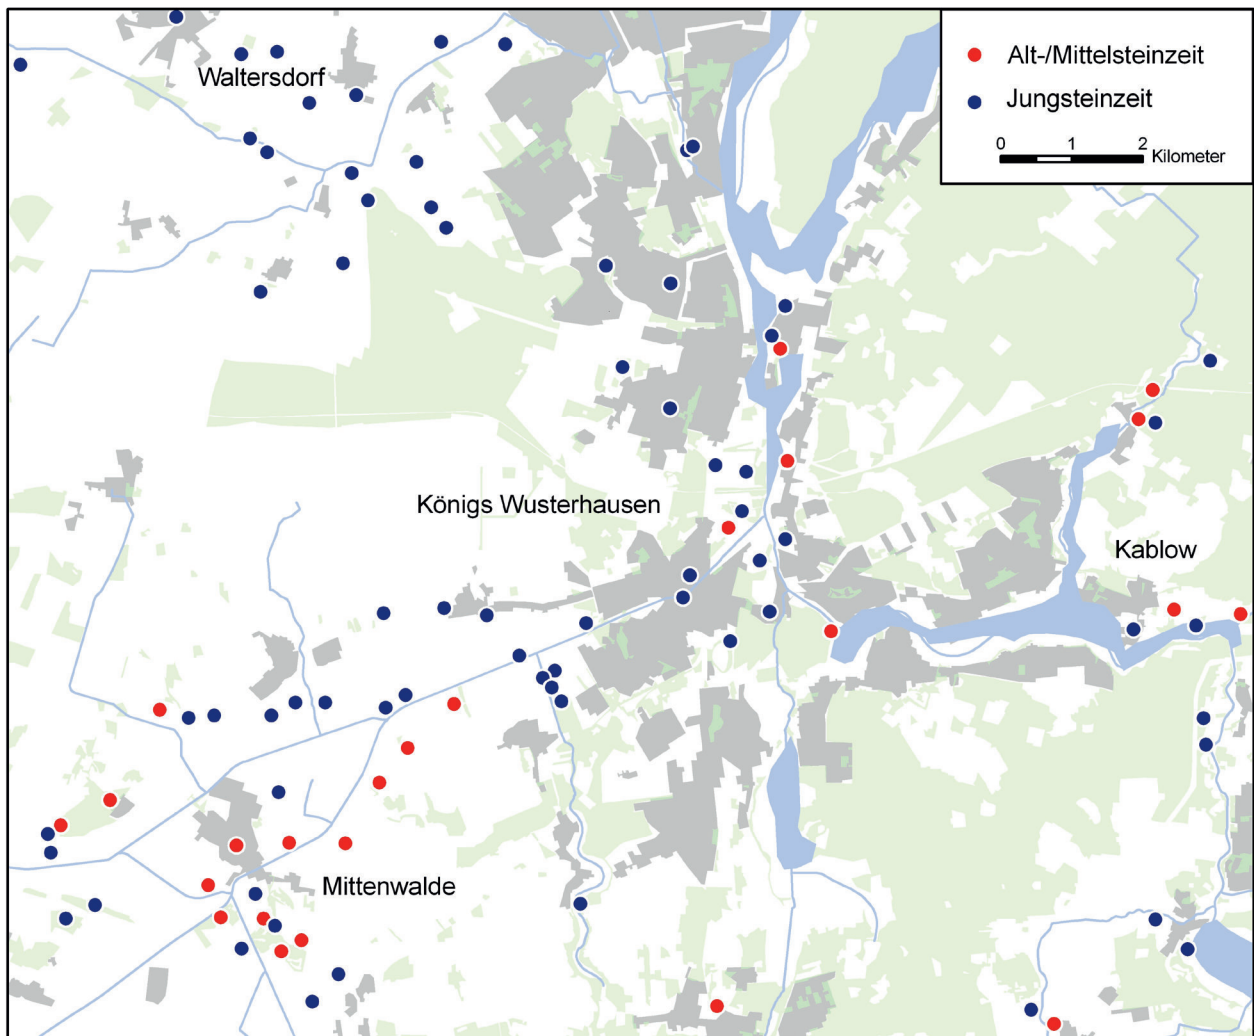 Waltersdorf
Alt-/Mittelsteinzeit
Jungsteinzeit
0 1 2 Kilometer
Königs Wusterhausen
Kablow
Mittenwalde